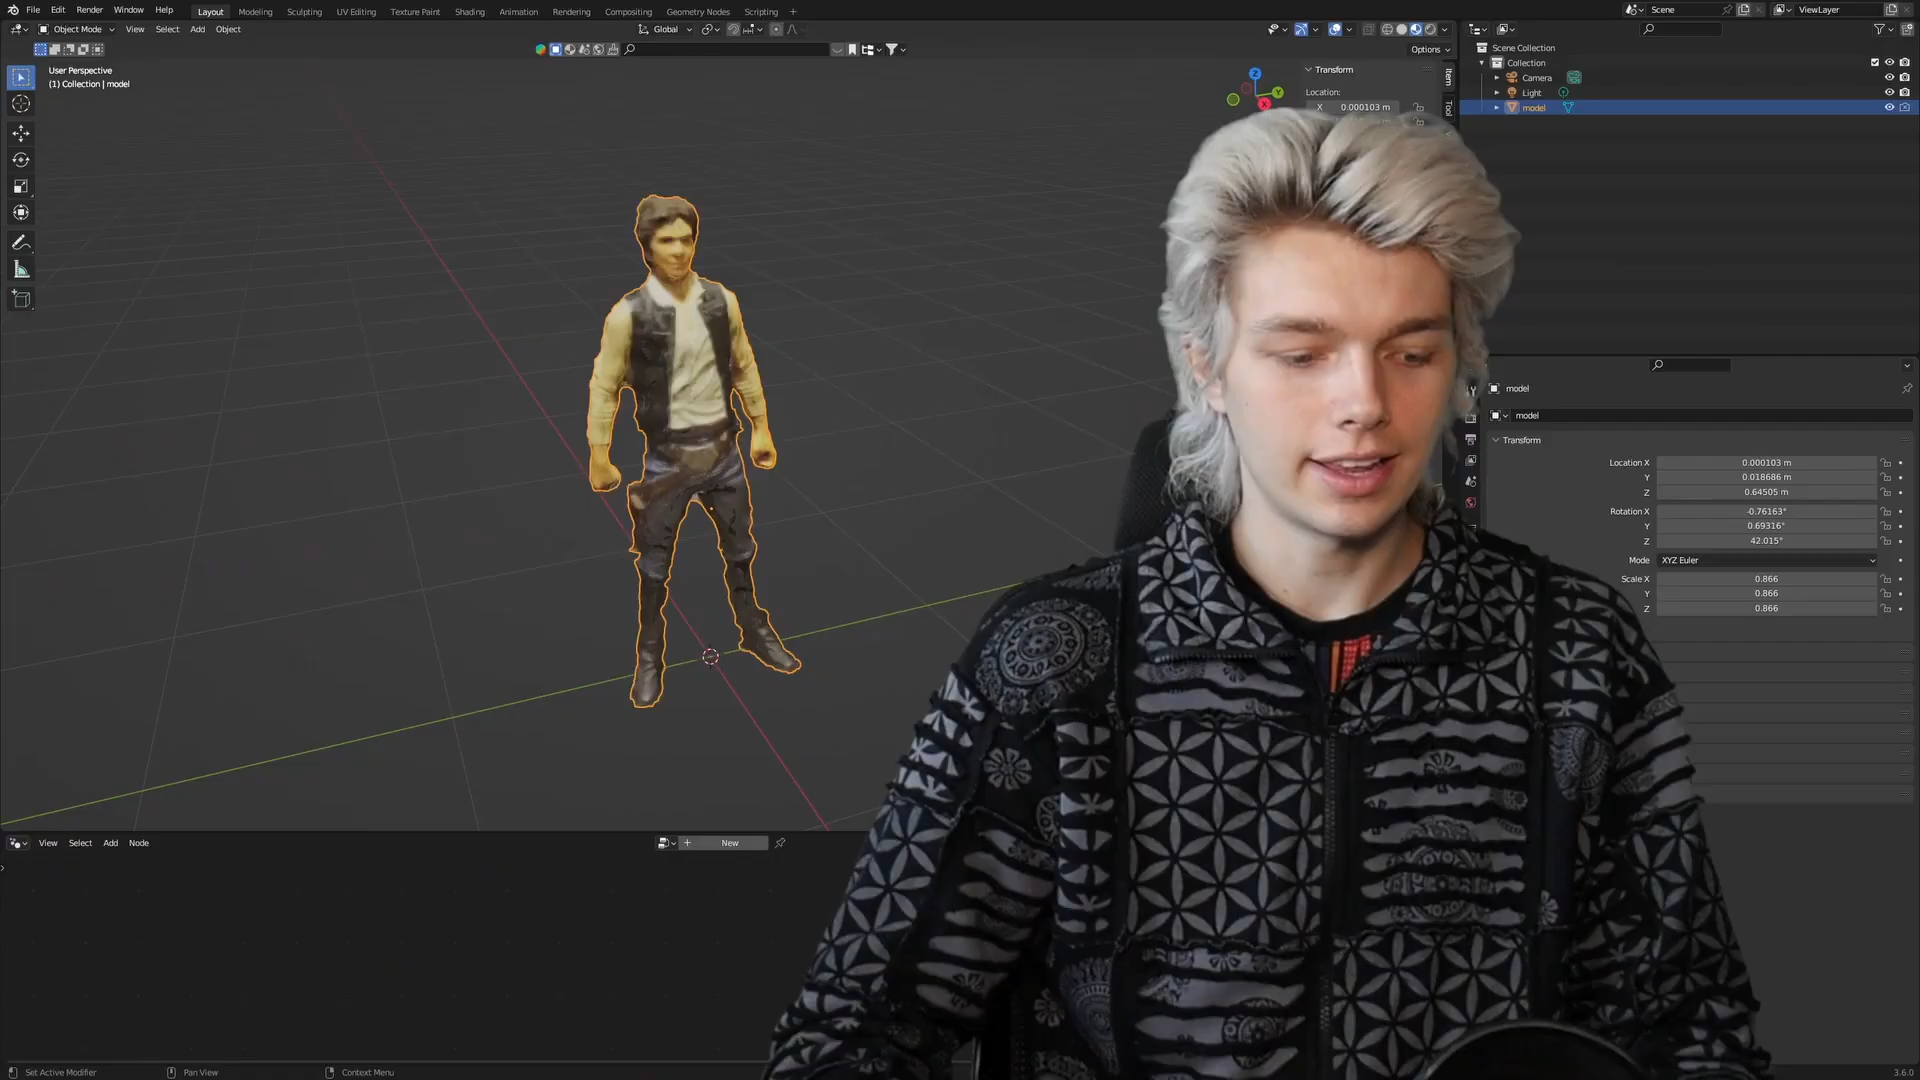 File Edit Render Window Help Layout Modeling Sculpting UV Editing Texture Paint Shading Animation Rendering Compositing Geometry Nodes Scripting + Scene ViewLayer
Object Mode View Select Add Object Global
Options
User Perspective
(1) Collection | model
Transform
Location:
X 0.000103 m
Item
Tool
Z
Y
X
Scene Collection
Collection
Camera
Light
model
model
model
Transform
Location X 0.000103 m
Y 0.018686 m
Z 0.64505 m
Rotation X -0.76163°
Y 0.69316°
Z 42.015°
Mode XYZ Euler
Scale X 0.866
Y 0.866
Z 0.866
View Select Add Node + New
Set Active Modifier Pan View Context Menu 3.6.0